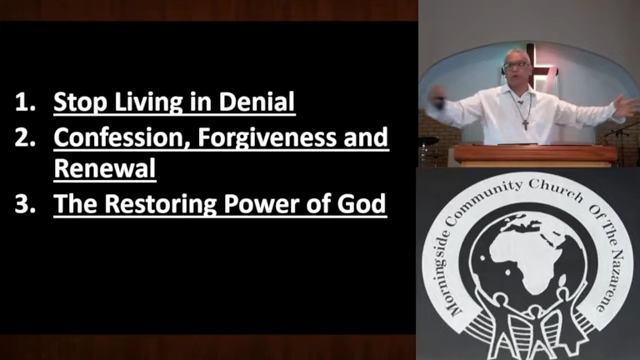 1. Stop Living in Denial
2. Confession, Forgiveness and
Renewal
3. The Restoring Power of God
Morningside Community Church Of The Nazarene